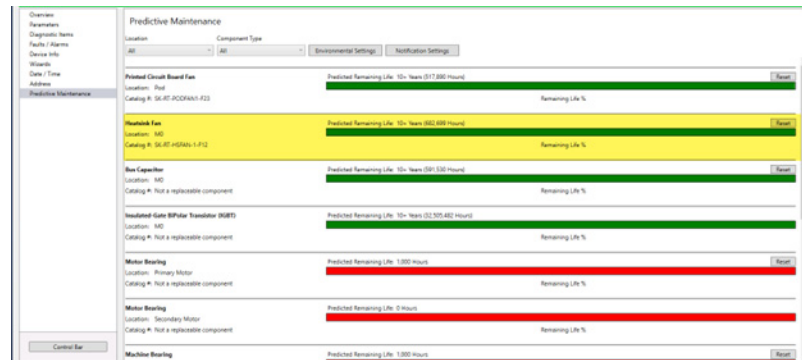 Overview
Parameters
Diagnostic Items
Faults / Alarms
Device Info
Wizards
Date / Time
Address
Predictive Maintenance
Control Bar
Predictive Maintenance
Location Component Type
All All Environmental Settings Notification Settings
Printed Circuit Board Fan Predicted Remaining Life: 10+ Years (517,890 Hours) Reset
Location: Pod
Catalog #: SK-RT-PODFAN1-F23 Remaining Life %
Heatsink Fan Predicted Remaining Life: 10+ Years (682,699 Hours) Reset
Location: M0
Catalog #: SK-RT-HSFAN-1-F12 Remaining Life %
Bus Capacitor Predicted Remaining Life: 10+ Years (591,530 Hours) Reset
Location: M0
Catalog #: Not a replaceable component Remaining Life %
Insulated-Gate BiPolar Transistor (IGBT) Predicted Remaining Life: 10+ Years (32,505,482 Hours)
Location: M0
Catalog #: Not a replaceable component Remaining Life %
Motor Bearing Predicted Remaining Life: 1,000 Hours Reset
Location: Primary Motor
Catalog #: Not a replaceable component Remaining Life %
Motor Bearing Predicted Remaining Life: 0 Hours Reset
Location: Secondary Motor
Catalog #: Not a replaceable component Remaining Life %
Machine Bearing Predicted Remaining Life: 1,000 Hours Reset